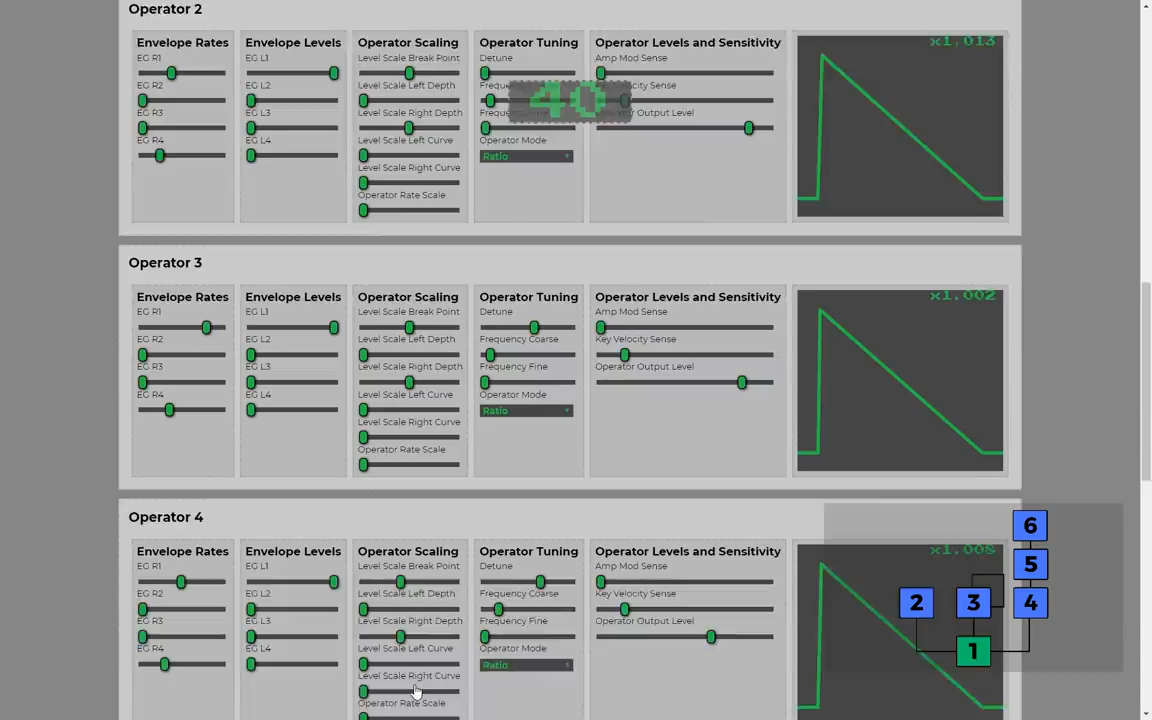 Operator 2
Envelope Rates
EG R1
EG R2
EG R3
EG R4
Envelope Levels
EG L1
EG L2
EG L3
EG L4
Operator Scaling
Level Scale Break Point
Level Scale Left Depth
Level Scale Right Depth
Level Scale Left Curve
Level Scale Right Curve
Operator Rate Scale
Operator Tuning
Detune
40
Operator Mode
Ratio
Operator Levels and Sensitivity
Amp Mod Sense
Sense
Output Level
x1.013
Operator 3
Envelope Rates
EG R1
EG R2
EG R3
EG R4
Envelope Levels
EG L1
EG L2
EG L3
EG L4
Operator Scaling
Level Scale Break Point
Level Scale Left Depth
Level Scale Right Depth
Level Scale Left Curve
Level Scale Right Curve
Operator Rate Scale
Operator Tuning
Detune
Frequency Coarse
Frequency Fine
Operator Mode
Ratio
Operator Levels and Sensitivity
Amp Mod Sense
Key Velocity Sense
Operator Output Level
x1.002
Operator 4
Envelope Rates
EG R1
EG R2
EG R3
EG R4
Envelope Levels
EG L1
EG L2
EG L3
EG L4
Operator Scaling
Level Scale Break Point
Level Scale Left Depth
Level Scale Right Depth
Level Scale Left Curve
Level Scale Right Curve
Operator Rate Scale
Operator Tuning
Detune
Frequency Coarse
Frequency Fine
Operator Mode
Ratio
Operator Levels and Sensitivity
Amp Mod Sense
Key Velocity Sense
Operator Output Level
x1.008
6
5
2 3 4
1